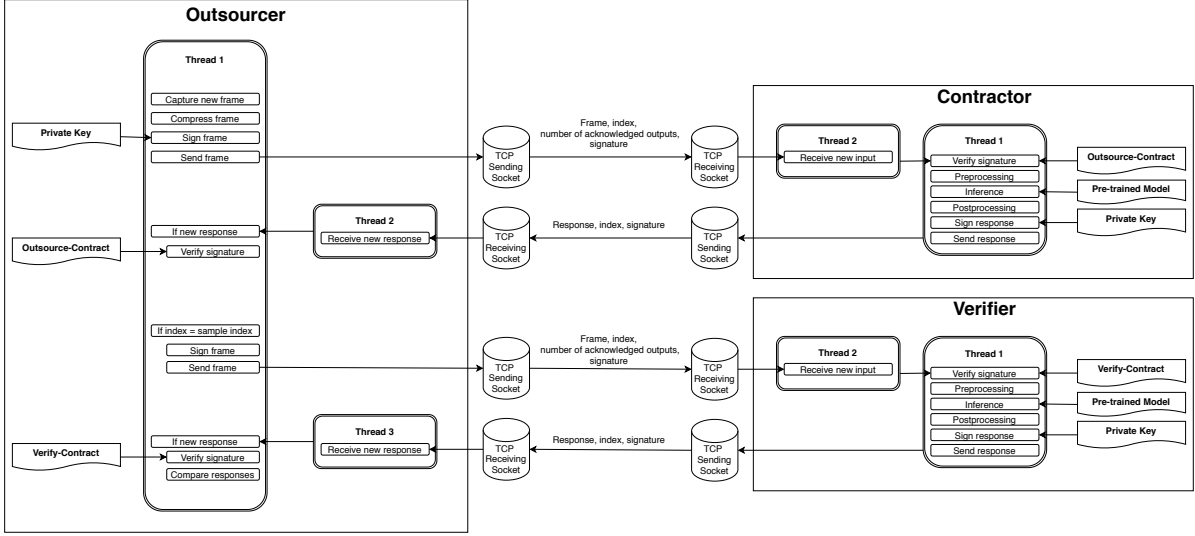 Outsourcer
Thread 1
Capture new frame
Compress frame
Private Key
Sign frame
Send frame
TCP
Sending
Socket
Frame, index,
number of acknowledged outputs,
signature
TCP
Receiving
Socket
If new response
Outsource-Contract
Verify signature
Thread 2
Receive new response
TCP
Receiving
Socket
Response, index, signature
TCP
Sending
Socket
If index = sample index
Sign frame
Send frame
TCP
Sending
Socket
Frame, index,
number of acknowledged outputs,
signature
TCP
Receiving
Socket
If new response
Verify-Contract
Verify signature
Compare responses
Thread 3
Receive new response
TCP
Receiving
Socket
Response, index, signature
TCP
Sending
Socket
Contractor
Thread 2
Receive new input
Thread 1
Verify signature
Preprocessing
Inference
Postprocessing
Sign response
Send response
Outsource-Contract
Pre-trained Model
Private Key
Verifier
Thread 2
Receive new input
Thread 1
Verify signature
Preprocessing
Inference
Postprocessing
Sign response
Send response
Verify-Contract
Pre-trained Model
Private Key